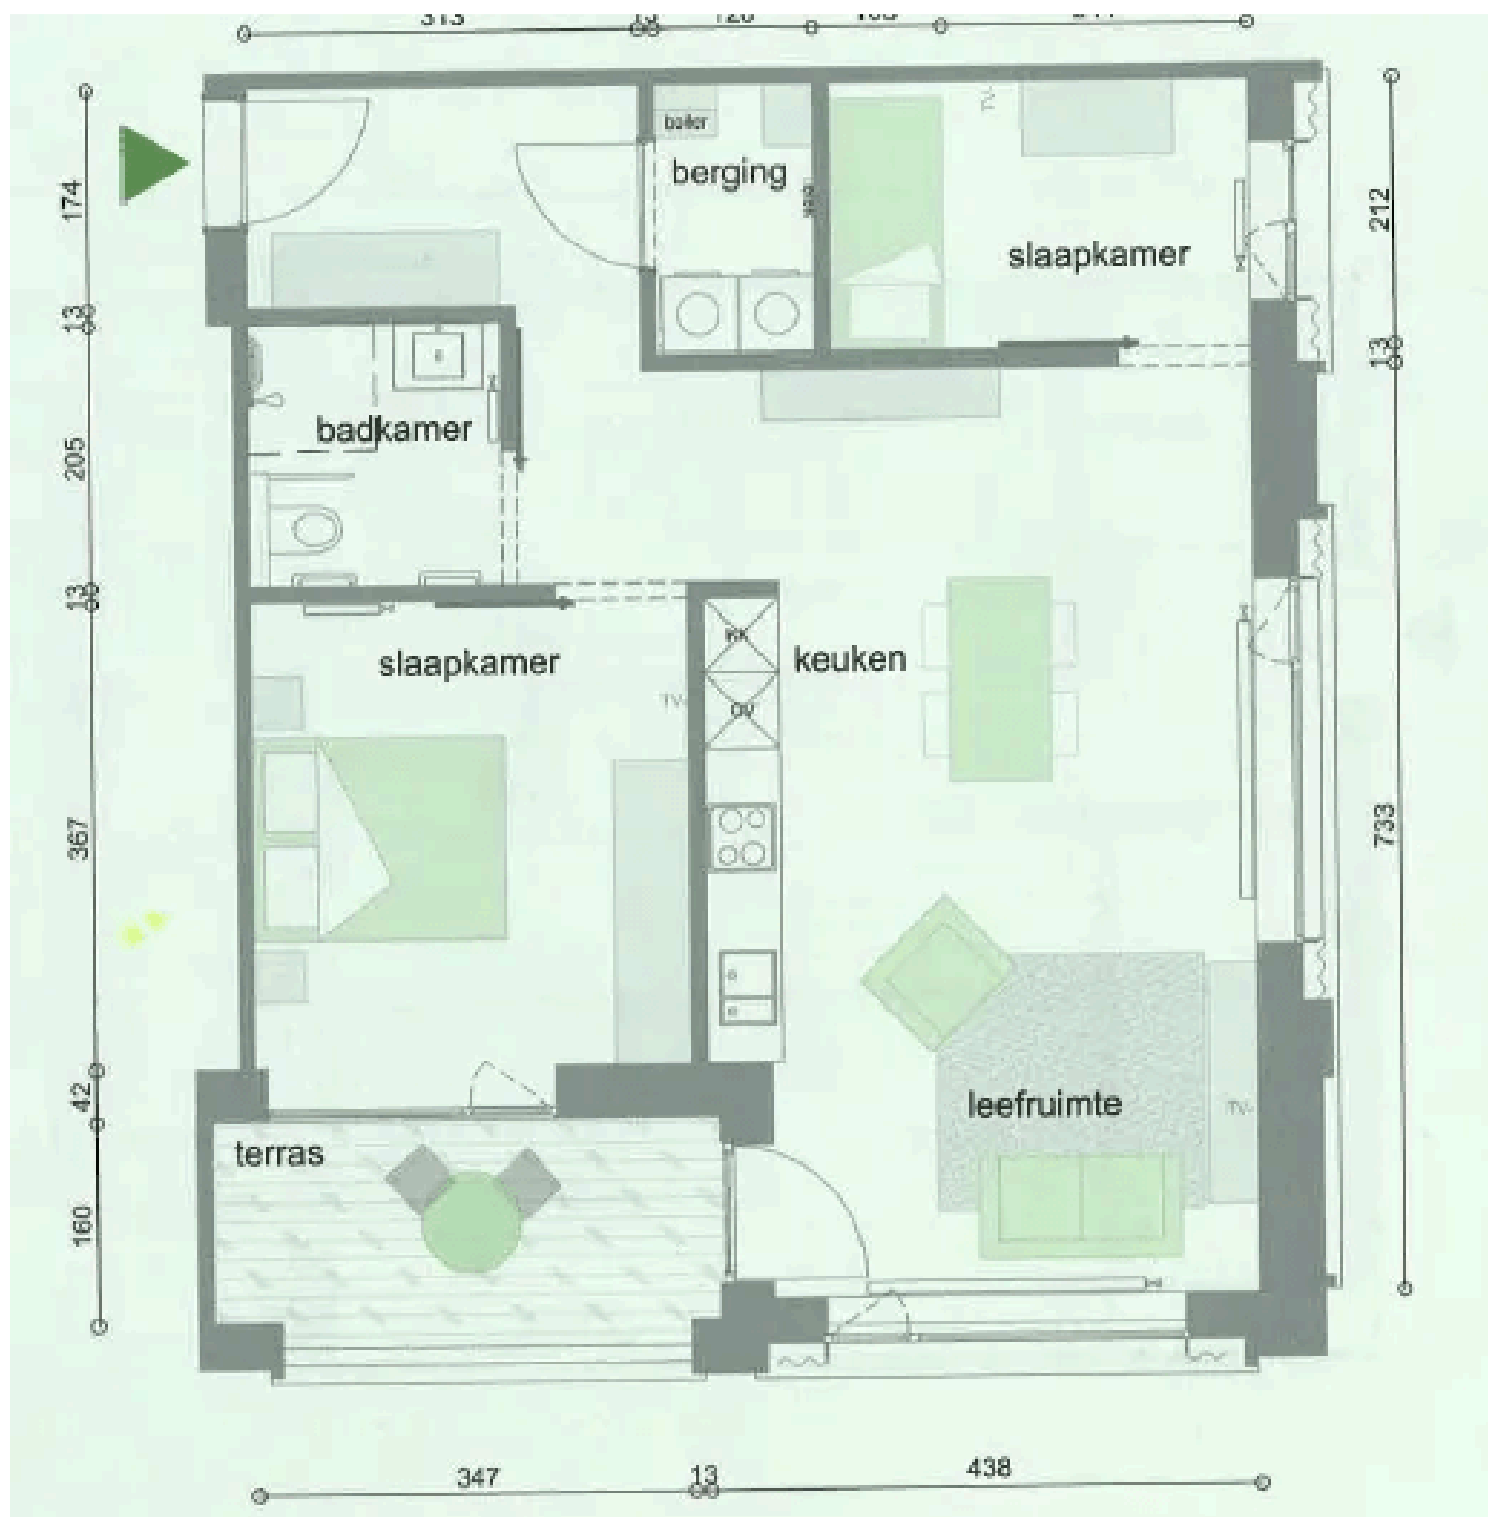 boiler
berging
174
212
slaapkamer
13
13
badkamer
205
13
slaapkamer
KK
keuken
TV
OV
367
733
42
leefruimte
TV
terras
160
347
13
438